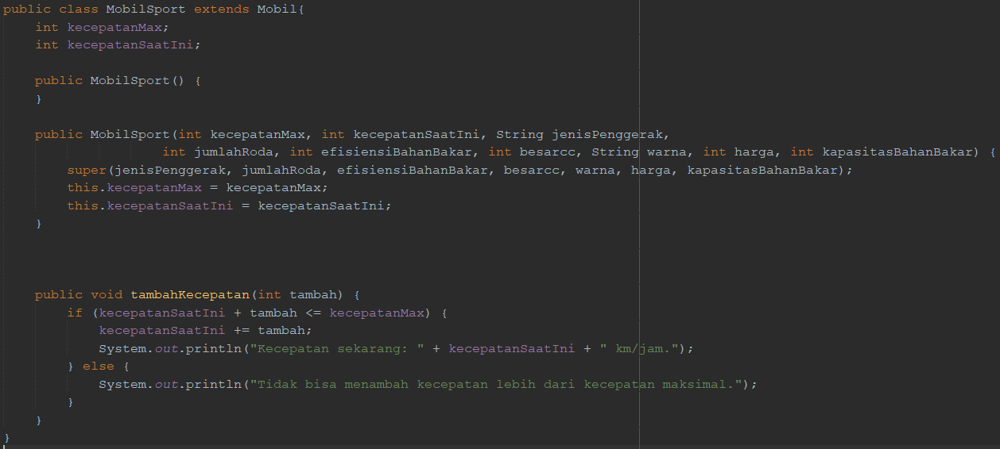 public class MobilSport extends Mobil{
int kecepatanMax;
int kecepatanSaatIni;
public MobilSport() {
}
public MobilSport(int kecepatanMax, int kecepatanSaatIni, String jenisPenggerak,
int jumlahRoda, int efisiensiBahanBakar, int besarcc, String warna, int harga, int kapasitasBahanBakar) {
super(jenisPenggerak, jumlahRoda, efisiensiBahanBakar, besarcc, warna, harga, kapasitasBahanBakar);
this.kecepatanMax = kecepatanMax;
this.kecepatanSaatIni = kecepatanSaatIni;
}
public void tambahKecepatan(int tambah) {
if (kecepatanSaatIni + tambah <= kecepatanMax) {
kecepatanSaatIni += tambah;
System.out.println("Kecepatan sekarang: " + kecepatanSaatIni + " km/jam.");
} else {
System.out.println("Tidak bisa menambah kecepatan lebih dari kecepatan maksimal.");
}
}
}